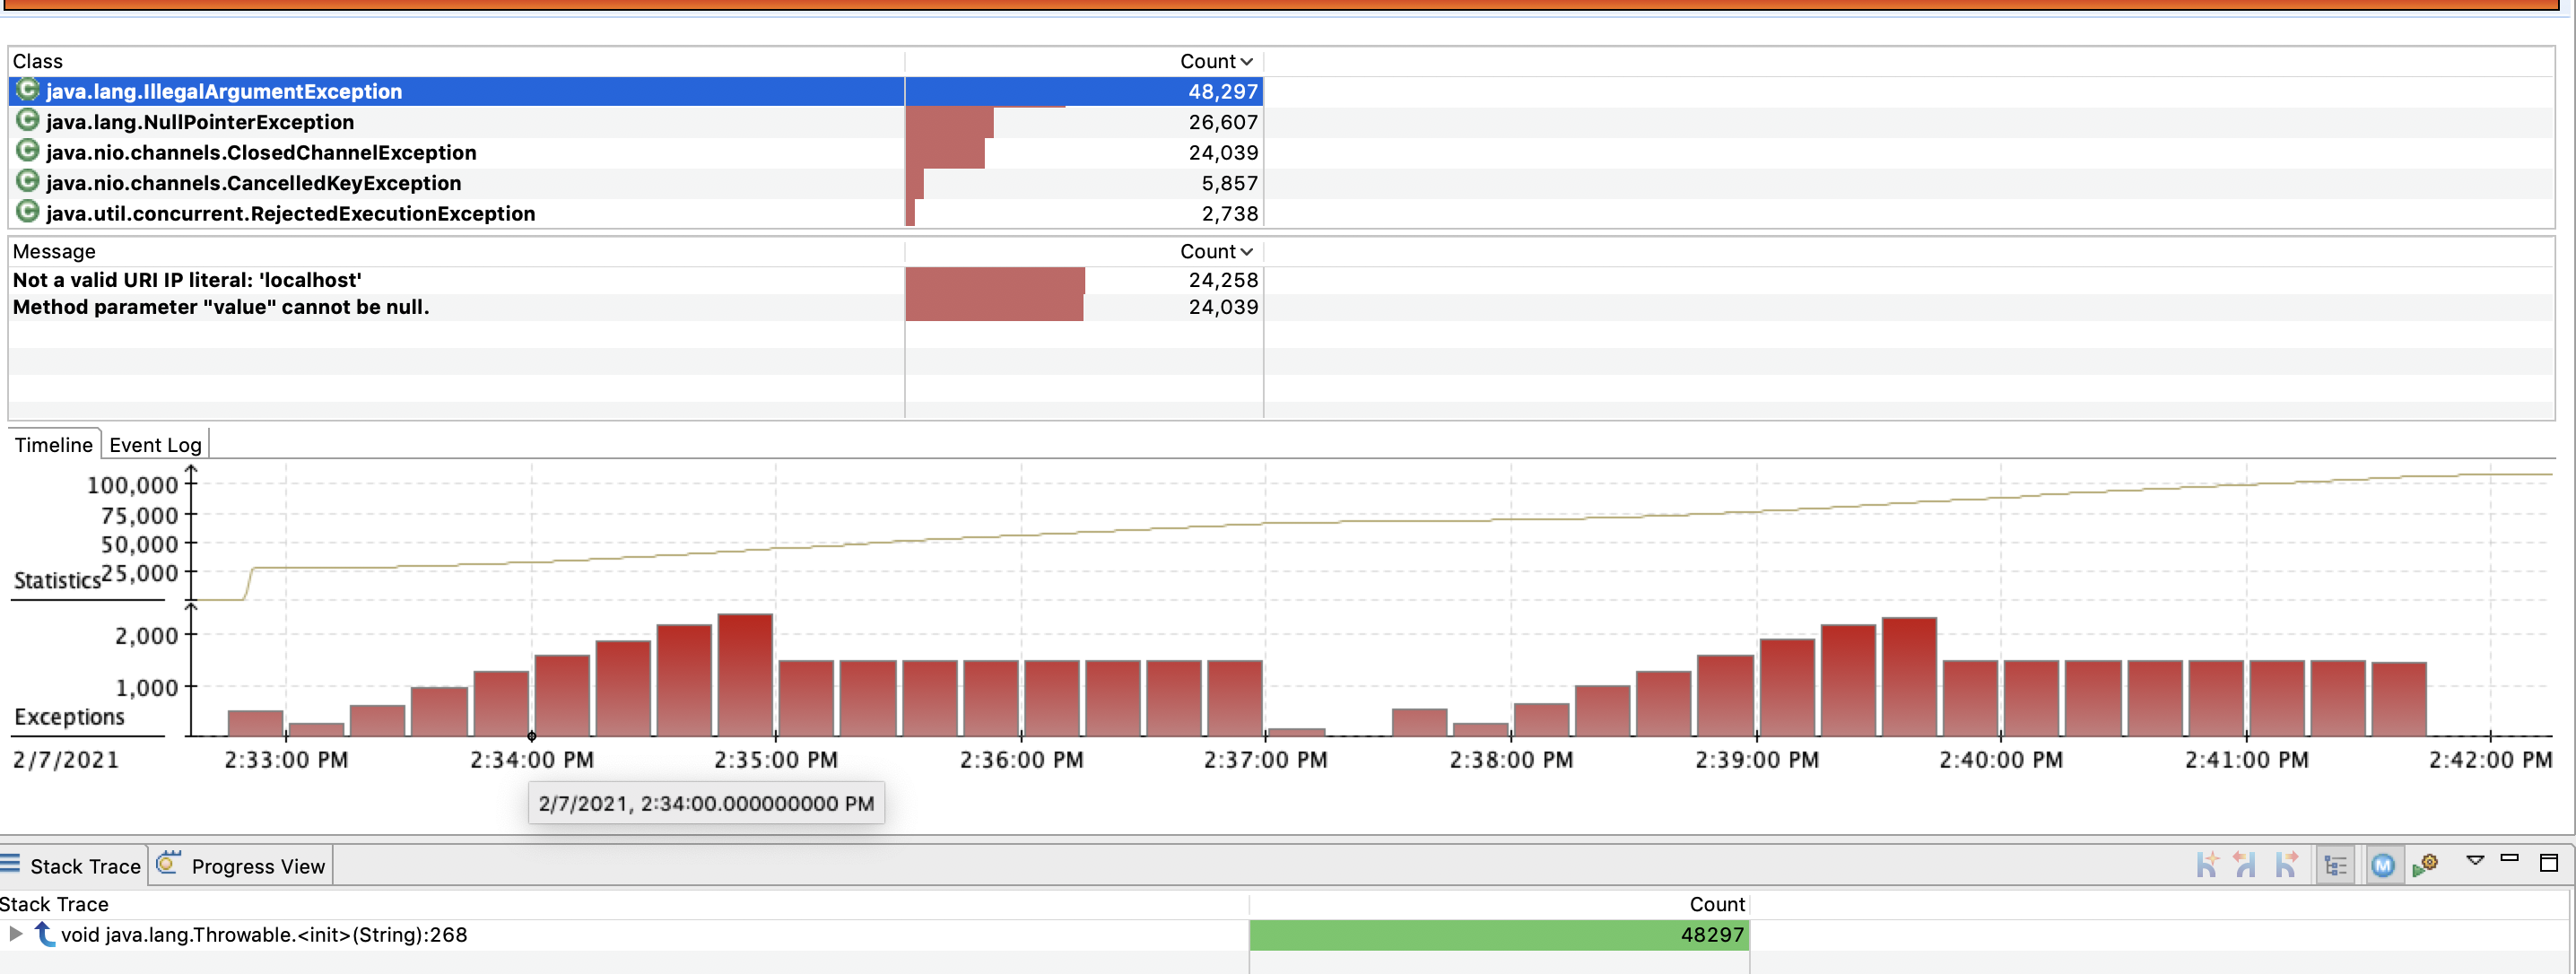 Class Count
java.lang.IllegalArgumentException 48,297
java.lang.NullPointerException 26,607
java.nio.channels.ClosedChannelException 24,039
java.nio.channels.CancelledKeyException 5,857
java.util.concurrent.RejectedExecutionException 2,738
Message Count
Not a valid URI IP literal: 'localhost' 24,258
Method parameter "value" cannot be null. 24,039
Timeline Event Log
100,000
75,000
50,000
Statistics 25,000
2,000
1,000
Exceptions
2/7/2021 2:33:00 PM 2:34:00 PM 2:35:00 PM 2:36:00 PM 2:37:00 PM 2:38:00 PM 2:39:00 PM 2:40:00 PM 2:41:00 PM 2:42:00 PM
2/7/2021, 2:34:00.000000000 PM
Stack Trace Progress View
Stack Trace Count
void java.lang.Throwable.<init>(String):268 48297